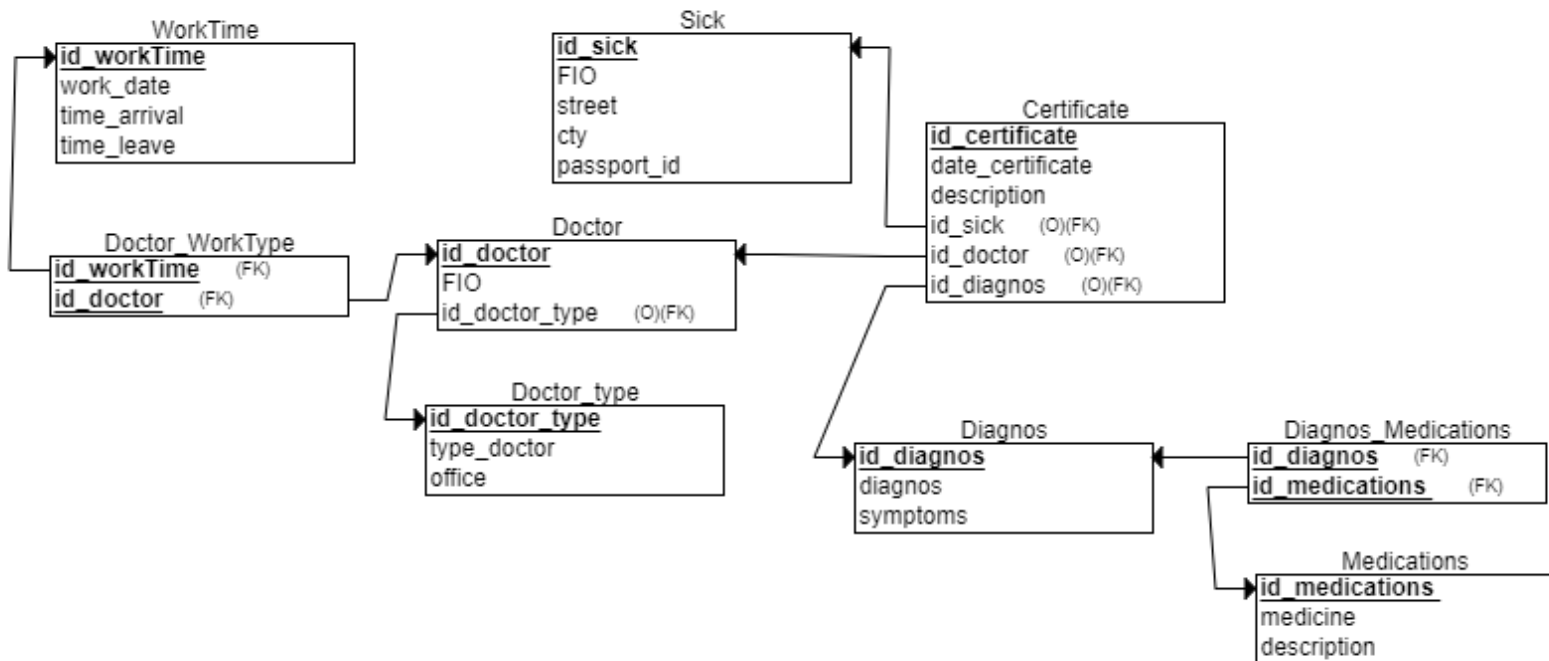 WorkTime
id_workTime
work_date
time_arrival
time_leave
Sick
id_sick
FIO
street
cty
passport_id
Certificate
id_certificate
date_certificate
description
id_sick (O)(FK)
id_doctor (O)(FK)
id_diagnos (O)(FK)
Doctor_WorkType
id_workTime (FK)
id_doctor (FK)
Doctor
id_doctor
FIO
id_doctor_type (O)(FK)
Doctor_type
id_doctor_type
type_doctor
office
Diagnos
id_diagnos
diagnos
symptoms
Diagnos_Medications
id_diagnos (FK)
id_medications (FK)
Medications
id_medications
medicine
description